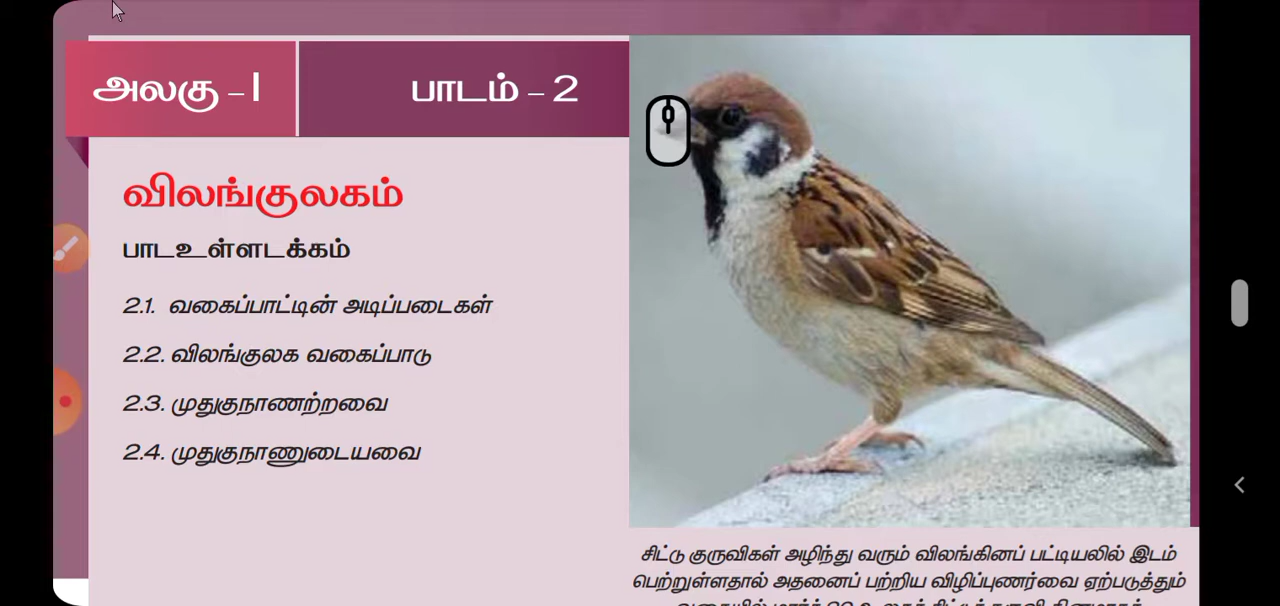 அலகு – I
பாடம் – 2
விலங்குலகம்
பாடஉள்ளடக்கம்
2.1. வகைப்பாட்டின் அடிப்படைகள்
2.2. விலங்குலக வகைப்பாடு
2.3. முதுகுநாணற்றவை
2.4. முதுகுநாணுடையவை
சிட்டு குருவிகள் அழிந்து வரும் விலங்கினப் பட்டியலில் இடம்
பெற்றுள்ளதால் அதனைப் பற்றிய விழிப்புணர்வை ஏற்படுத்தும்